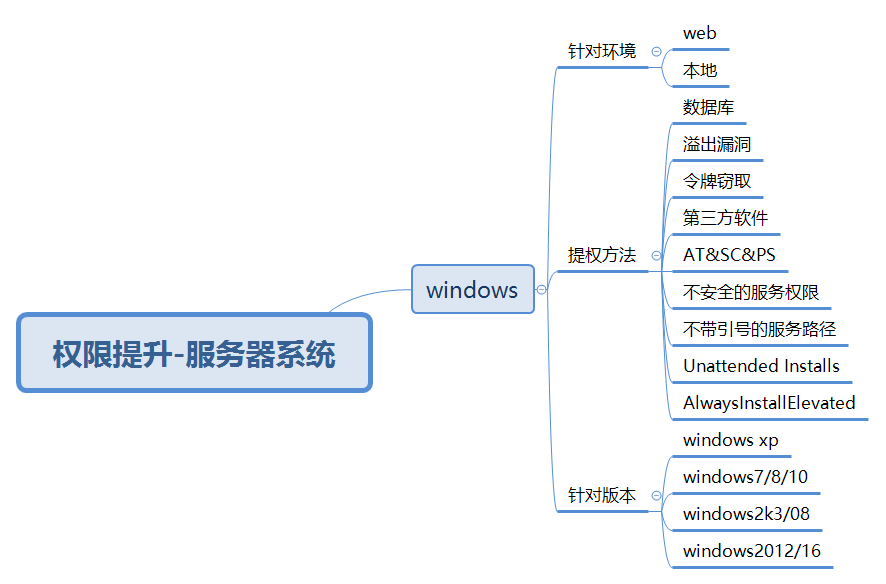 权限提升-服务器系统
windows
针对环境
web
本地
提权方法
数据库
溢出漏洞
令牌窃取
第三方软件
AT&SC&PS
不安全的服务权限
不带引号的服务路径
Unattended Installs
AlwaysInstallElevated
针对版本
windows xp
windows7/8/10
windows2k3/08
windows2012/16